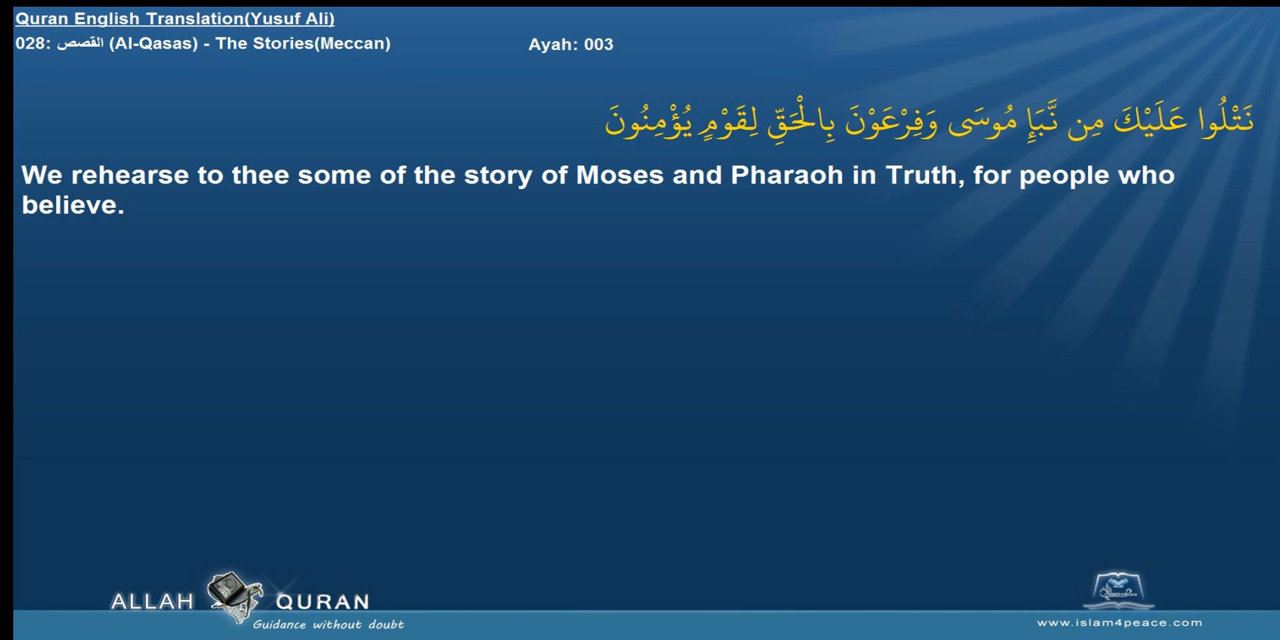 Quran English Translation(Yusuf Ali)
028: القصص (Al-Qasas) - The Stories(Meccan) Ayah: 003
نَتْلُوا عَلَيْكَ مِن نَّبَإِ مُوسَى وَفِرْعَوْنَ بِالْحَقِّ لِقَوْمٍ يُؤْمِنُونَ
We rehearse to thee some of the story of Moses and Pharaoh in Truth, for people who
believe.
ALLAH QURAN
Guidance without doubt
www.islam4peace.com